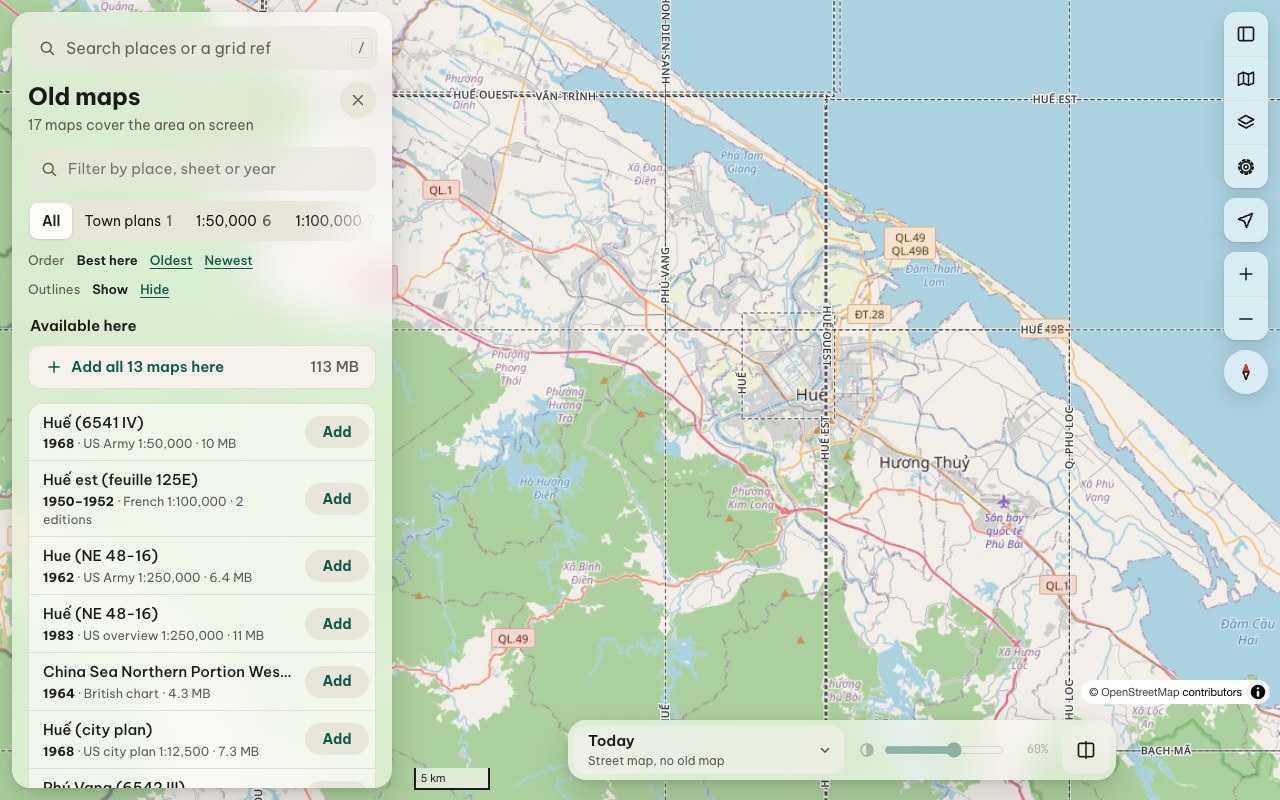 Quảng
Search places or a grid ref
/
Old maps
17 maps cover the area on screen
Filter by place, sheet or year
All
Town plans 1
1:50,000 6
1:100,000 7
Order
Best here
Oldest
Newest
Outlines
Show
Hide
Available here
Add all 13 maps here
113 MB
Huế (6541 IV)
1968 · US Army 1:50,000 · 10 MB
Add
Huế est (feuille 125E)
1950–1952 · French 1:100,000 · 2
editions
Add
Hue (NE 48-16)
1962 · US Army 1:250,000 · 6.4 MB
Add
Huế (NE 48-16)
1983 · US overview 1:250,000 · 11 MB
Add
China Sea Northern Portion Wes...
1964 · British chart · 4.3 MB
Add
Huế (city plan)
1968 · US city plan 1:12,500 · 7.3 MB
Add
Phú Vang (6542 III)
Phường
Dinh
HUẾ OUEST
VÂN TRÌNH
HUẾ EST
Xã Đan
Điền
Phá Tam
Giang
QL.1
QL.49
QL.49B
Đầm Thanh
Lam
PHÚ VANG
HUẾ OUEST
ĐT.28
HUẾ
49B
Phường
Phong
Thái
Phường
Hương
Trà
HUẾ
Huế
HUẾ EST
Q. PHU LOC
Hương Thuỷ
Hồ Hương
Điền
Phường
Kim Long
Xã Phú
Vang
Sân bay
quốc tế
Phú Bài
Xã Bình
Điền
QL.1
QL.49
Đầm Cầu
Hai
Xã Hưng
Lộc
© OpenStreetMap contributors
Xã Lộc
An
HUẾ
BẠCH MÃ
Today
Street map, no old map
60%
5 km